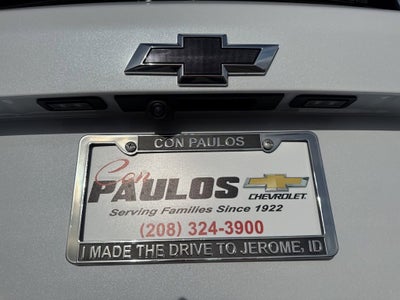 CON PAULOS
Con
PAULOS
CHEVROLET
Serving Families Since 1922
(208) 324-3900
I MADE THE DRIVE TO JEROME, ID